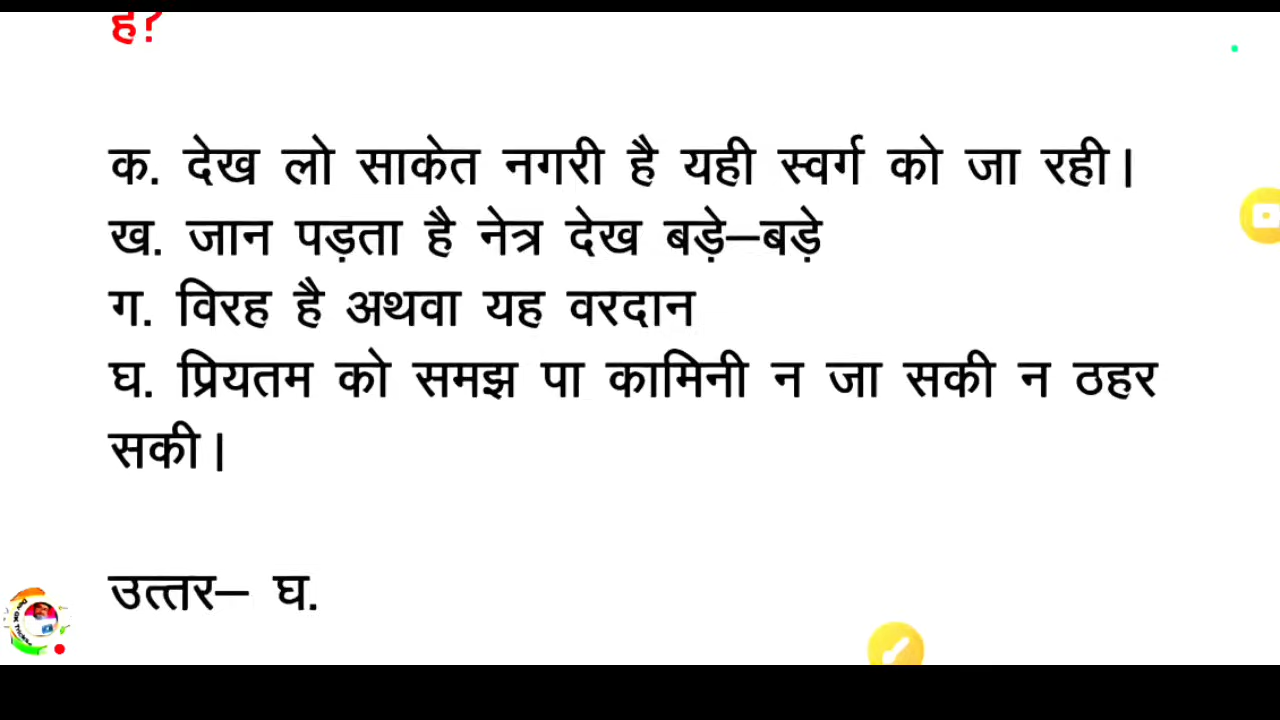 है?
क. देख लो साकेत नगरी है यही स्वर्ग को जा रही।
ख. जान पड़ता है नेत्र देख बड़े–बड़े
ग. विरह है अथवा यह वरदान
घ. प्रियतम को समझ पा कामिनी न जा सकी न ठहर
सकी।
उत्तर– घ.